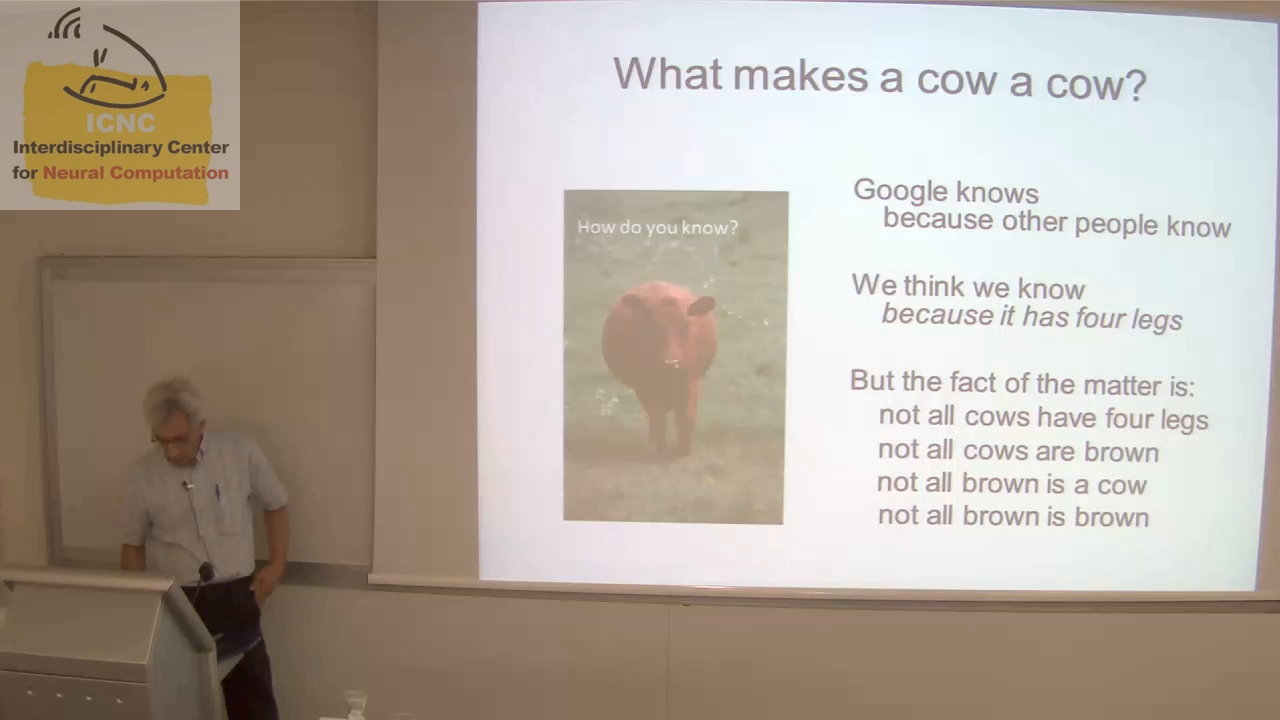 ICNC
Interdisciplinary Center
for Neural Computation
What makes a cow a cow?
How do you know?
Google knows
because other people know
We think we know
because it has four legs
But the fact of the matter is:
not all cows have four legs
not all cows are brown
not all brown is a cow
not all brown is brown